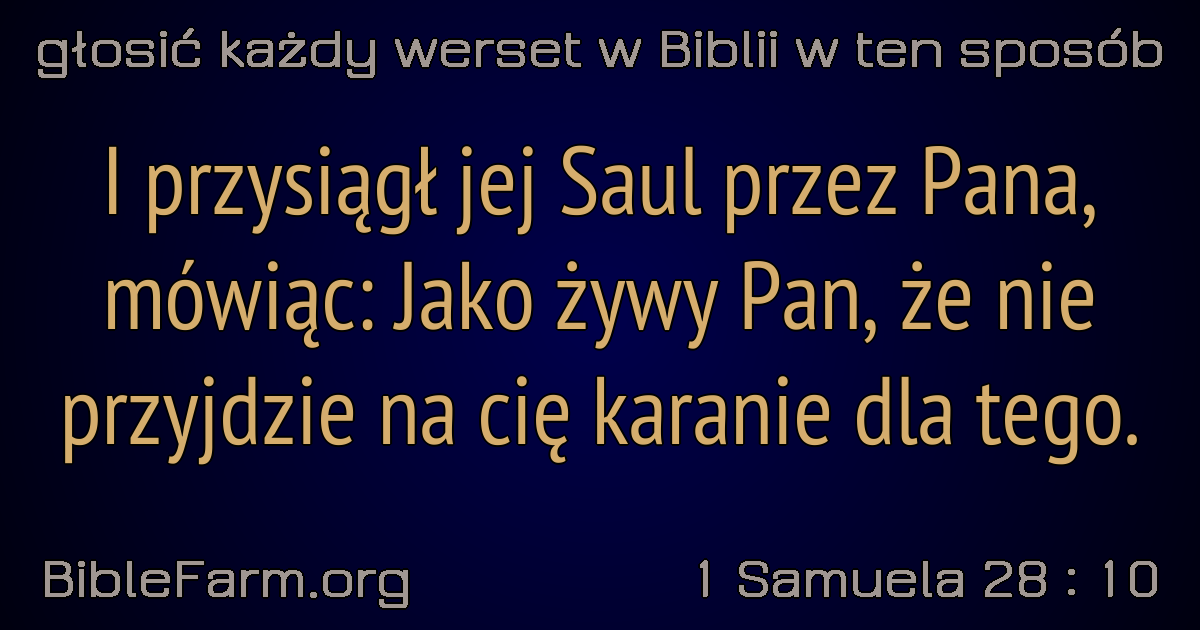 głosić każdy werset w Biblii w ten sposób
I przysiągł jej Saul przez Pana,
mówiąc: Jako żywy Pan, że nie
przyjdzie na cię karanie dla tego.
BibleFarm.org
1 Samuela 28 : 10